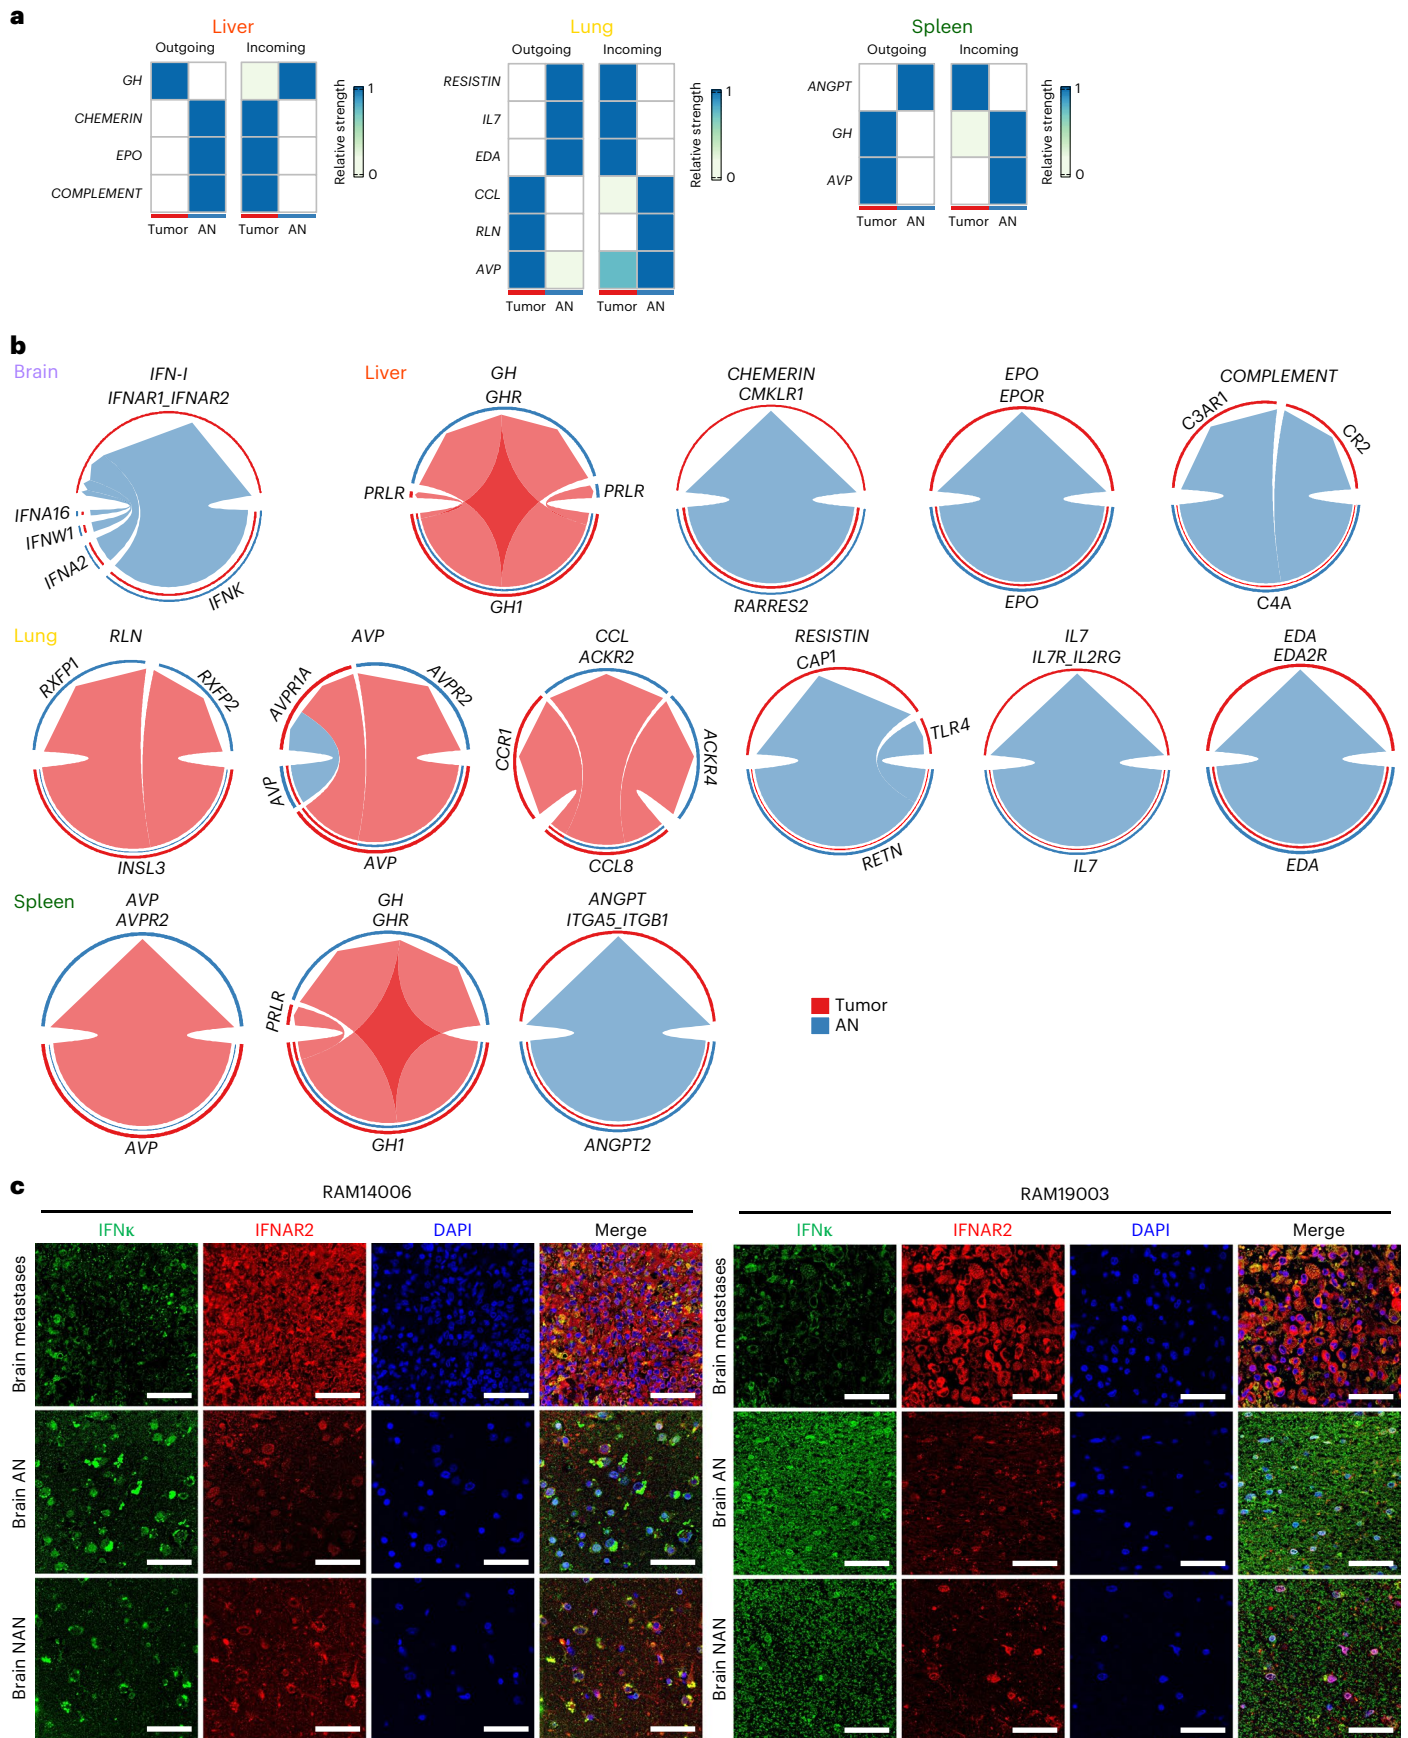 a
Liver
Outgoing Incoming
GH
CHEMERIN
EPO
COMPLEMENT
Tumor AN Tumor AN
Relative strength
1
0
Lung
Outgoing Incoming
RESISTIN
IL7
EDA
CCL
RLN
AVP
Tumor AN Tumor AN
Relative strength
1
0
Spleen
Outgoing Incoming
ANGPT
GH
AVP
Tumor AN Tumor AN
Relative strength
1
0
b
Brain
IFN-I
IFNAR1_IFNAR2
IFNA16
IFNW1
IFNA2
IFNK
Liver
GH
GHR
PRLR
PRLR
GH1
CHEMERIN
CMKLR1
RARRES2
EPO
EPOR
EPO
COMPLEMENT
C3AR1
CR2
C4A
Lung
RLN
RXFP1
RXFP2
INSL3
AVP
AVPR1A
AVPR2
AVP
AVP
CCL
ACKR2
CCR1
ACKR4
CCL8
RESISTIN
CAP1
TLR4
RETN
IL7
IL7R_IL2RG
IL7
EDA
EDA2R
EDA
Spleen
AVP
AVPR2
AVP
GH
GHR
PRLR
GH1
ANGPT
ITGA5_ITGB1
ANGPT2
Tumor
AN
c
RAM14006
IFNκ IFNAR2 DAPI Merge
Brain metastases
Brain AN
Brain NAN
RAM19003
IFNκ IFNAR2 DAPI Merge
Brain metastases
Brain AN
Brain NAN